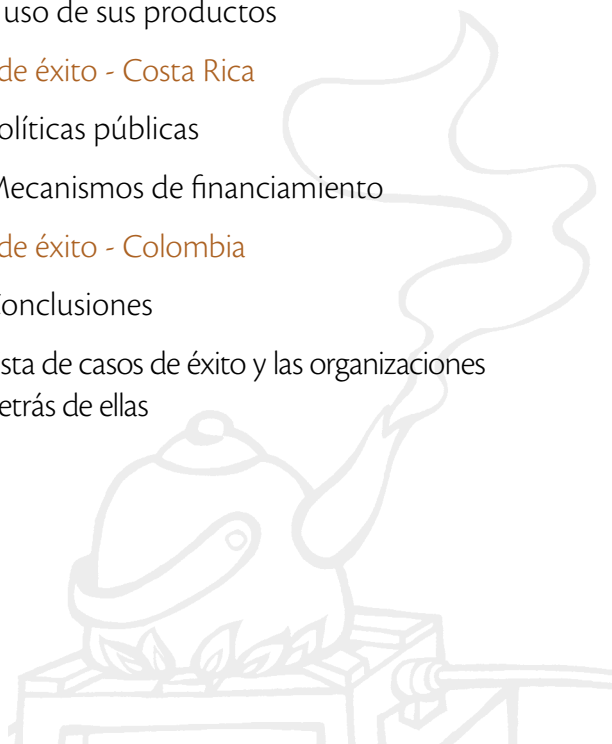 uso de sus productos
de éxito - Costa Rica
olíticas públicas
Mecanismos de financiamiento
de éxito - Colombia
Conclusiones
sta de casos de éxito y las organizaciones
etrás de ellas